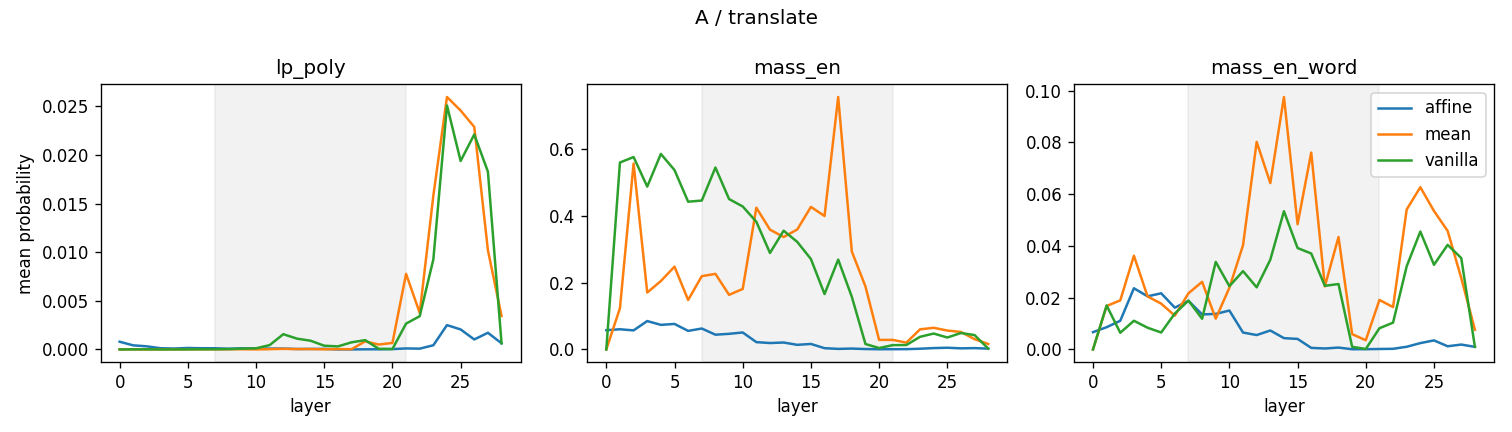 A / translate
lp_poly
mean probability
0.025
0.020
0.015
0.010
0.005
0.000
0 5 10 15 20 25
layer
mass_en
0.6
0.4
0.2
0.0
0 5 10 15 20 25
layer
mass_en_word
0.10
0.08
0.06
0.04
0.02
0.00
0 5 10 15 20 25
layer
affine
mean
vanilla